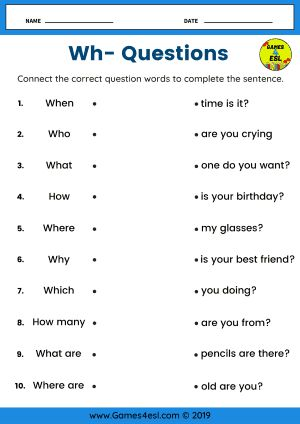 NAME DATE
Wh- Questions
GAMES
4
ESL
Connect the correct question words to complete the sentence.
1. When • • time is it?
2. Who • • are you crying
3. What • • one do you want?
4. How • • is your birthday?
5. Where • • my glasses?
6. Why • • is your best friend?
7. Which • • you doing?
8. How many • • are you from?
9. What are • • pencils are there?
10. Where are • • old are you?
www.Games4esl.com © 2019